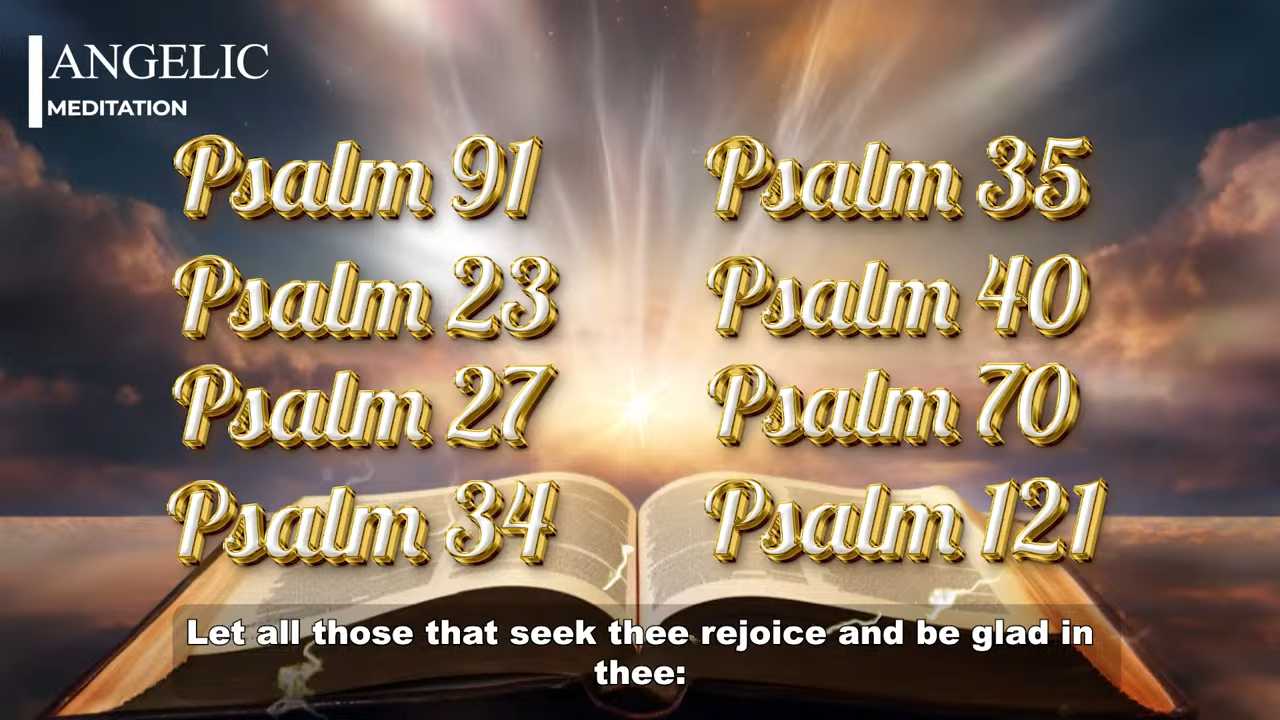 ANGELIC
MEDITATION
Psalm 91
Psalm 23
Psalm 27
Psalm 34
Psalm 35
Psalm 40
Psalm 70
Psalm 121
Let all those that seek thee rejoice and be glad in
thee: